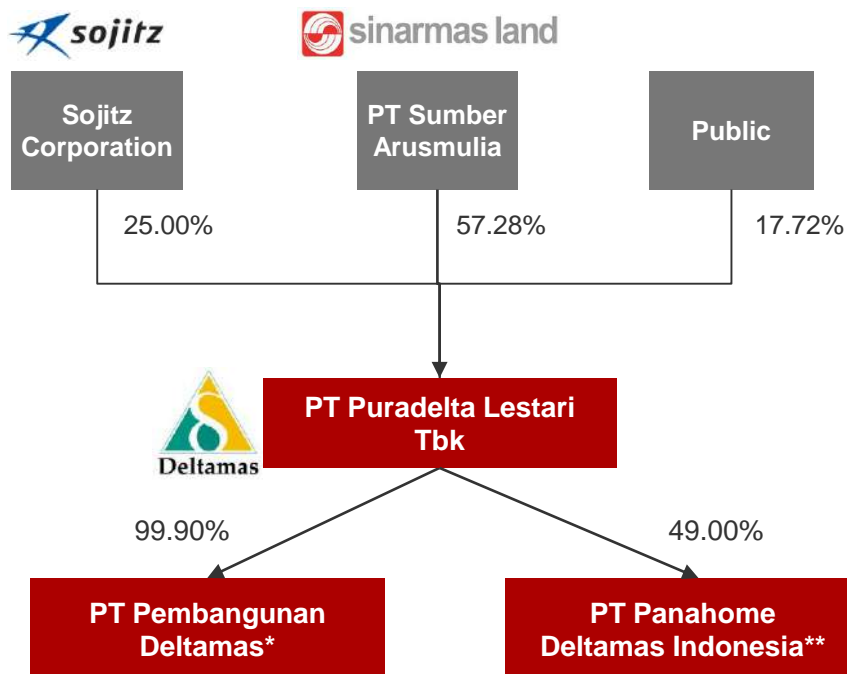 sojitz
sinarmas land
Sojitz
Corporation
PT Sumber
Arusmulia
Public
25.00%
57.28%
17.72%
Deltamas
PT Puradelta Lestari
Tbk
99.90%
49.00%
PT Pembangunan
Deltamas*
PT Panahome
Deltamas Indonesia**